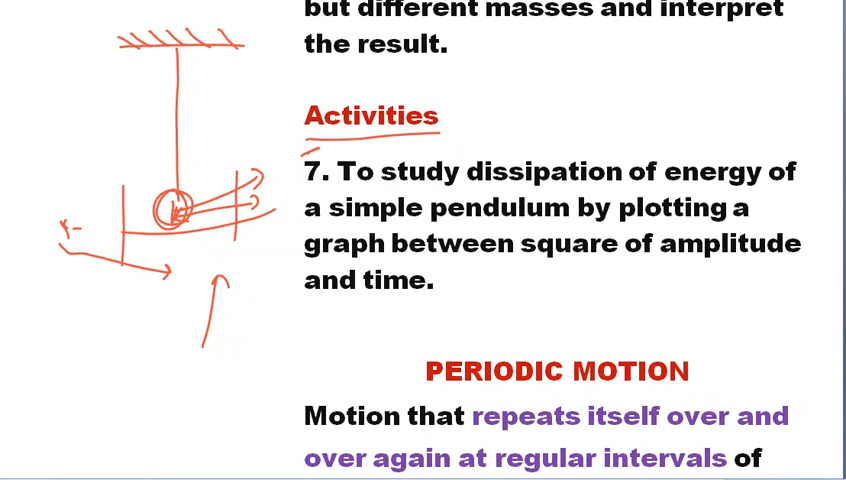 but different masses and interpret
the result.
Activities
7. To study dissipation of energy of
a simple pendulum by plotting a
graph between square of amplitude
and time.
PERIODIC MOTION
Motion that repeats itself over and
over again at regular intervals of